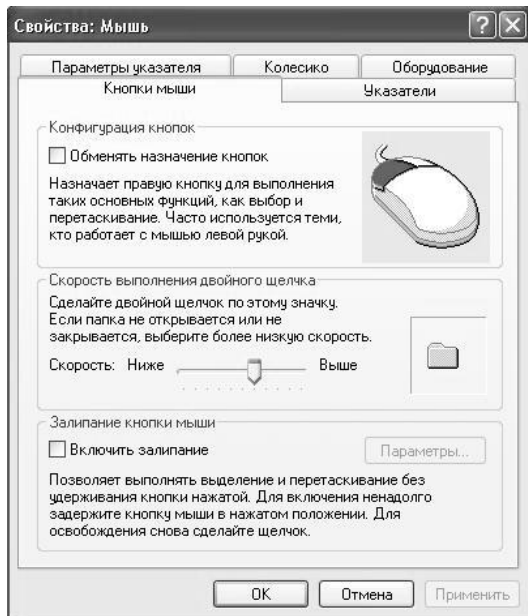 Свойства: Мышь
Параметры указателя Колесико Оборудование
Кнопки мыши Указатели
Конфигурация кнопок
Обменять назначение кнопок
Назначает правую кнопку для выполнения
таких основных функций, как выбор и
перетаскивание. Часто используется теми,
кто работает с мышью левой рукой.
Скорость выполнения двойного щелчка
Сделайте двойной щелчок по этому значку.
Если папка не открывается или не
закрывается, выберите более низкую скорость.
Скорость: Ниже Выше
Залипание кнопки мыши
Включить залипание Параметры...
Позволяет выполнять выделение и перетаскивание без
удерживания кнопки нажатой. Для включения ненадолго
задержите кнопку мыши в нажатом положении. Для
освобождения снова сделайте щелчок.
ОК Отмена Применить